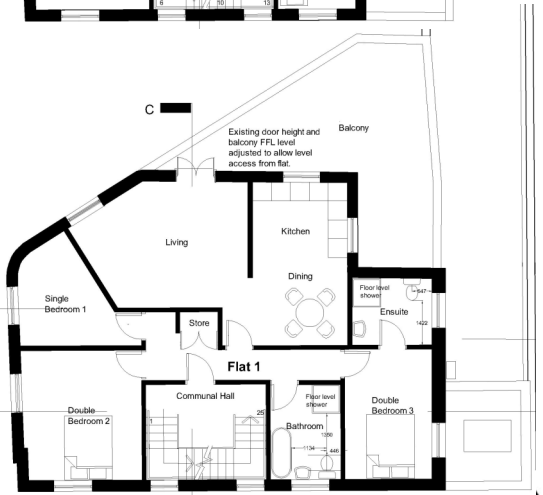 6
10
13
C
Existing door height and
balcony FFL level
adjusted to allow level
access from flat.
Balcony
Living
Kitchen
Dining
Single
Bedroom 1
Store
Floor level
shower
647
Ensuite
1422
Flat 1
Communal Hall
1
25
Double
Bedroom 2
Floor level
shower
Bathroom
1350
1134
446
Double
Bedroom 3